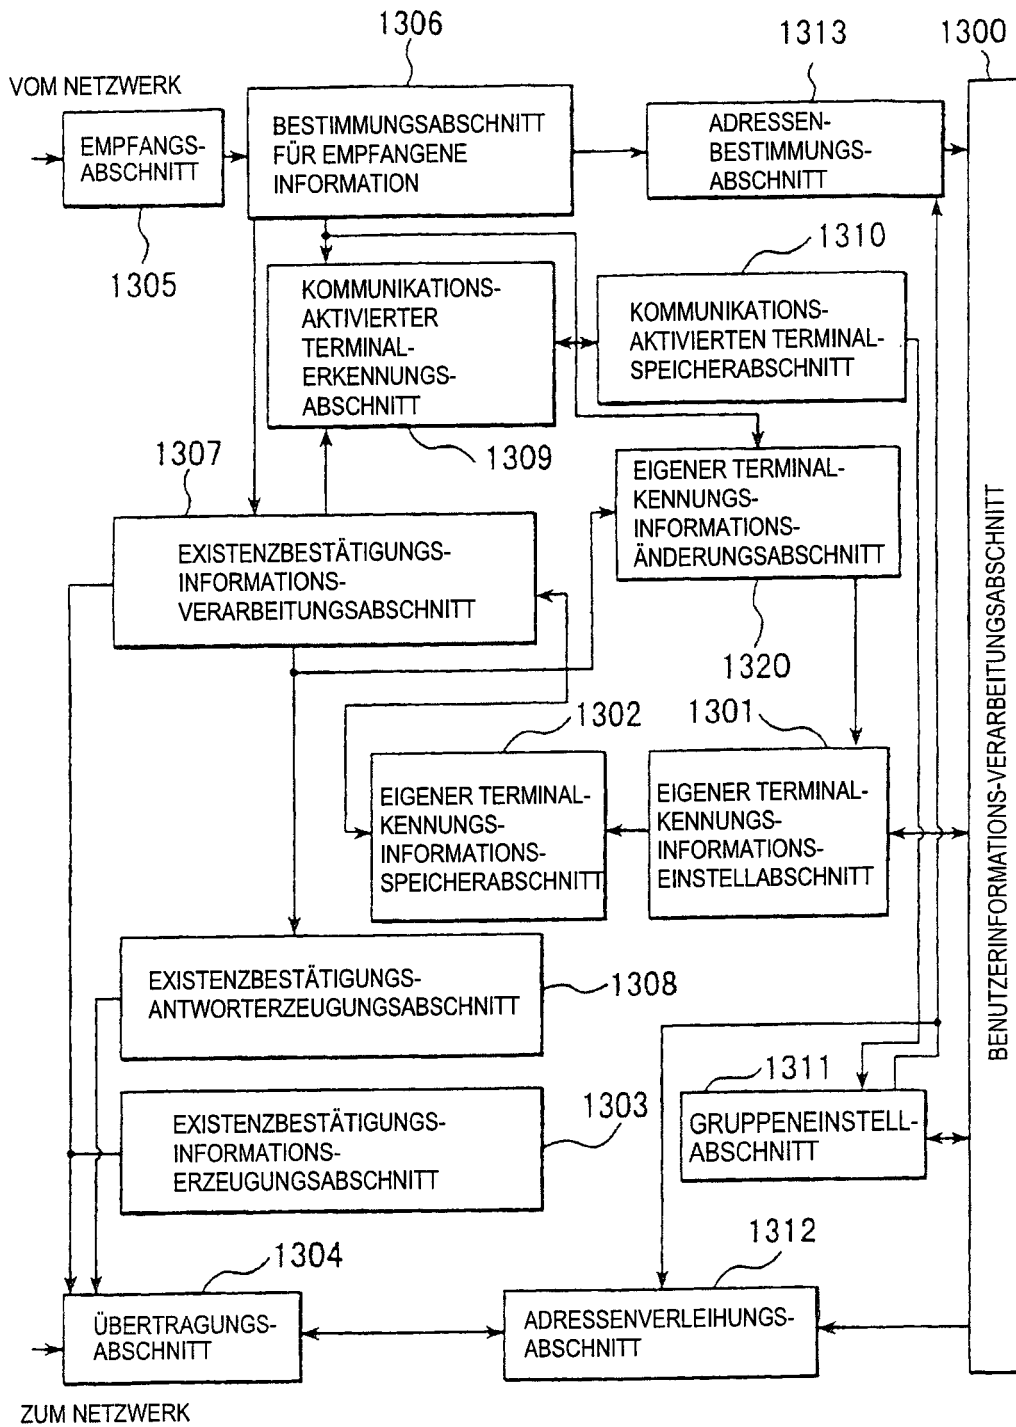 1306
1313
1300
VOM NETZWERK
EMPFANGS-
ABSCHNITT
1305
BESTIMMUNGSABSCHNITT
FÜR EMPFANGENE
INFORMATION
ADRESSEN-
BESTIMMUNGS-
ABSCHNITT
1310
KOMMUNIKATIONS-
AKTIVIERTER
TERMINAL-
ERKENNUNGS-
ABSCHNITT
1309
KOMMUNIKATIONS-
AKTIVIERTEN TERMINAL-
SPEICHERABSCHNITT
1307
EXISTENZBESTÄTIGUNGS-
INFORMATIONS-
VERARBEITUNGSABSCHNITT
EIGENER TERMINAL-
KENNUNGS-
INFORMATIONS-
ÄNDERUNGSABSCHNITT
1320
BENUTZERINFORMATIONS-VERARBEITUNGSABSCHNITT
1302
1301
EIGENER TERMINAL-
KENNUNGS-
INFORMATIONS-
SPEICHERABSCHNITT
EIGENER TERMINAL-
KENNUNGS-
INFORMATIONS-
EINSTELLABSCHNITT
EXISTENZBESTÄTIGUNGS-
ANTWORTERZEUGUNGSABSCHNITT
1308
EXISTENZBESTÄTIGUNGS-
INFORMATIONS-
ERZEUGUNGSABSCHNITT
1303
1311
GRUPPENEINSTELL-
ABSCHNITT
1304
1312
ÜBERTRAGUNGS-
ABSCHNITT
ADRESSENVERLEIHUNGS-
ABSCHNITT
ZUM NETZWERK